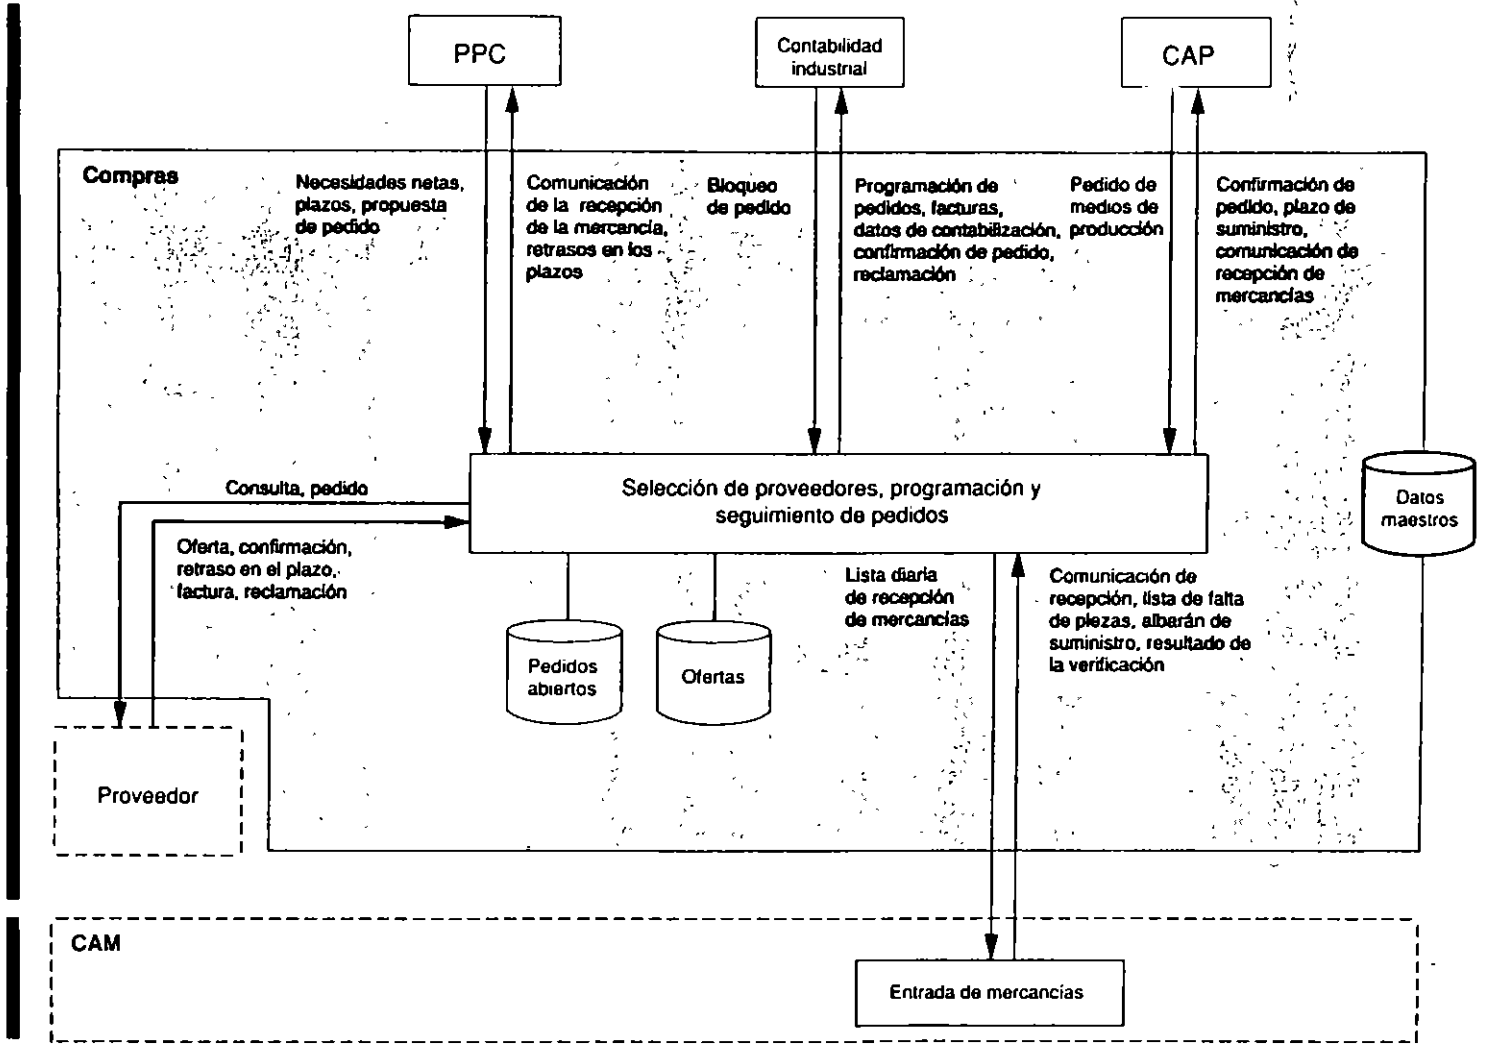 PPC
Contabilidad
industrial
CAP
Compras
Necesidades netas,
plazos, propuesta
de pedido
Comunicación
de la recepción
de la mercancía,
retrasos en los
plazos
Bloqueo
de pedido
Programación de
pedidos, facturas,
datos de contabilización,
confirmación de pedido,
reclamación
Pedido de
medios de
producción
Confirmación de
pedido, plazo de
suministro,
comunicación de
recepción de
mercancías
Consulta, pedido
Selección de proveedores, programación y
seguimiento de pedidos
Datos
maestros
Oferta, confirmación,
retraso en el plazo,
factura, reclamación
Lista diaria
de recepción
de mercancías
Comunicación de
recepción, lista de falta
de piezas, albarán de
suministro, resultado de
la verificación
Pedidos
abiertos
Ofertas
Proveedor
CAM
Entrada de mercancías